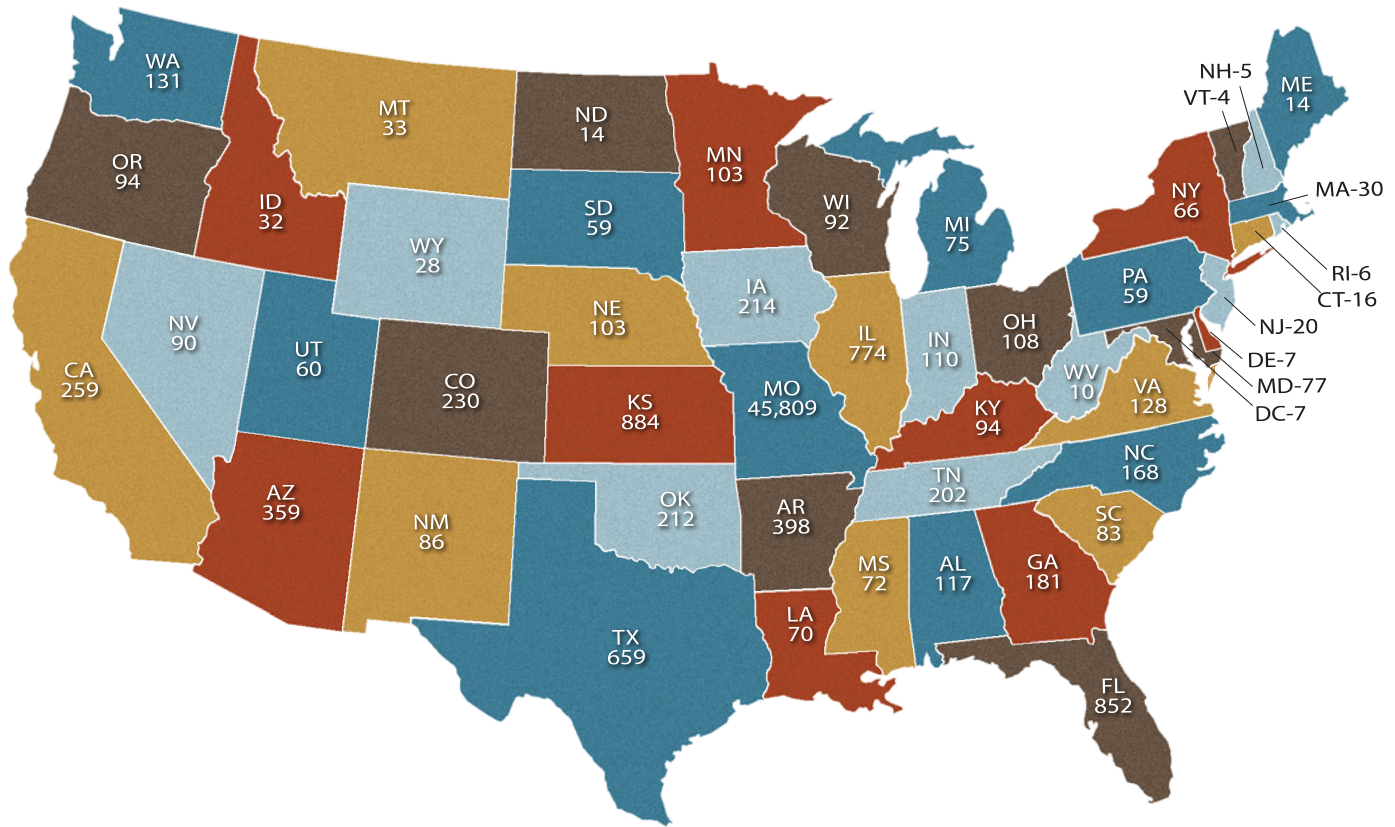 WA
131
OR
94
CA
259
NV
90
ID
32
MT
33
WY
28
UT
60
AZ
359
CO
230
NM
86
ND
14
SD
59
NE
103
KS
884
OK
212
TX
659
MN
103
IA
214
MO
45,809
AR
398
LA
70
WI
92
IL
774
MI
75
IN
110
OH
108
KY
94
TN
202
MS
72
AL
117
GA
181
FL
852
SC
83
NC
168
VA
128
WV
10
PA
59
NY
66
ME
14
NH-5
VT-4
MA-30
RI-6
CT-16
NJ-20
DE-7
MD-77
DC-7